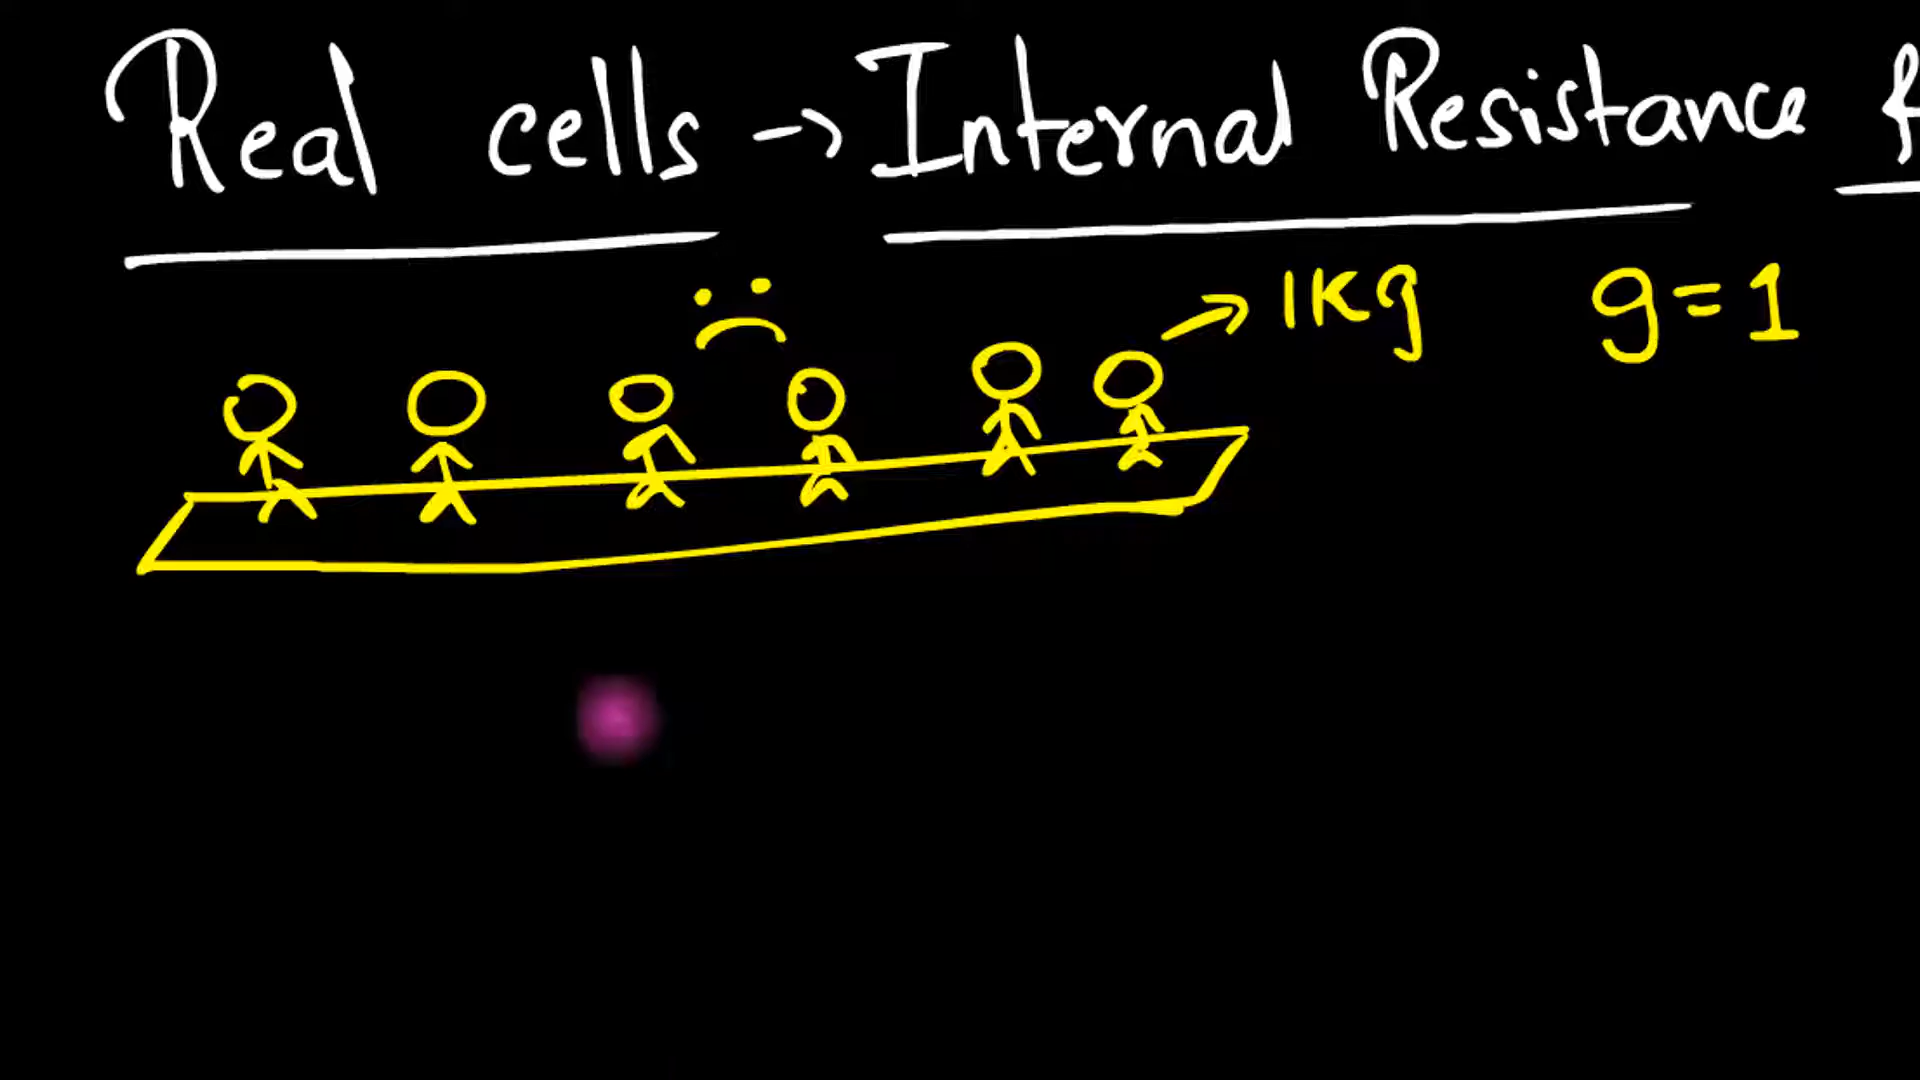 Real cells → Internal Resistance
1Kg g=1